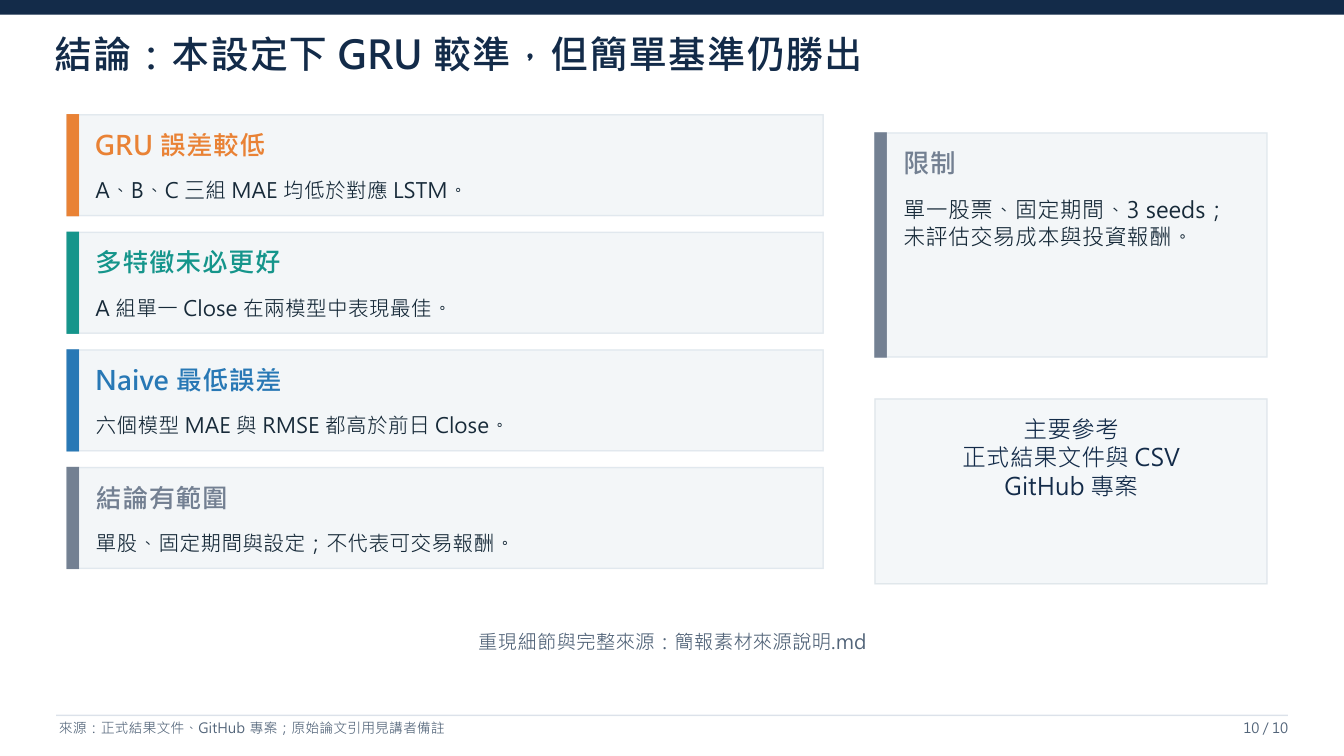 結論：本設定下 GRU 較準，但簡單基準仍勝出
GRU 誤差較低
A、B、C 三組 MAE 均低於對應 LSTM。
多特徵未必更好
A 組單一 Close 在兩模型中表現最佳。
Naive 最低誤差
六個模型 MAE 與 RMSE 都高於前日 Close。
結論有範圍
單股、固定期間與設定；不代表可交易報酬。
限制
單一股票、固定期間、3 seeds；
未評估交易成本與投資報酬。
主要參考
正式結果文件與 CSV
GitHub 專案
重現細節與完整來源：簡報素材來源說明.md
來源：正式結果文件、GitHub 專案；原始論文引用見講者備註
10 / 10